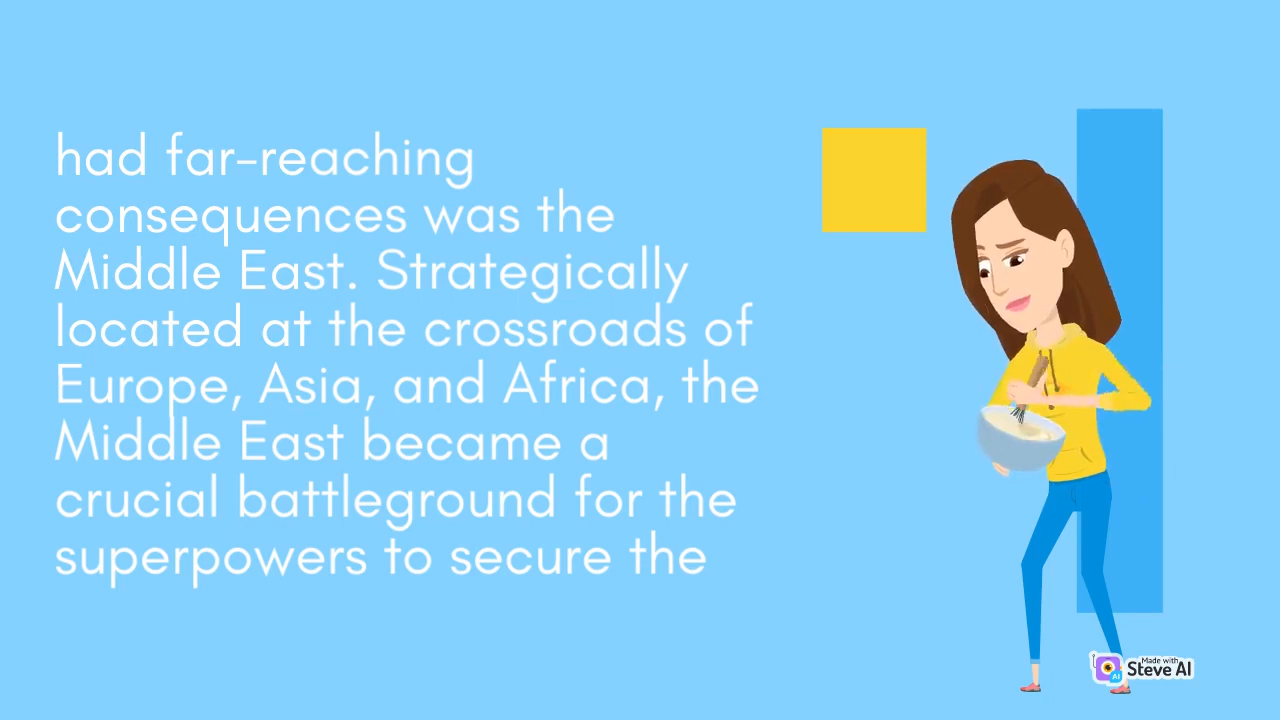 had far-reaching
consequences was the
Middle East. Strategically
located at the crossroads of
Europe, Asia, and Africa, the
Middle East became a
crucial battleground for the
superpowers to secure the
Made with
Steve AI
AI